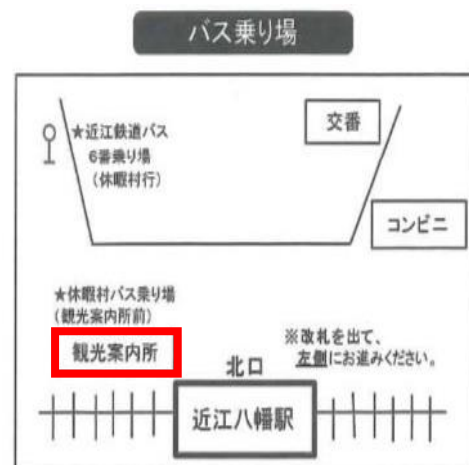 バス乗り場
★近江鉄道バス
6番乗り場
(休暇村行)
交番
コンビニ
★休暇村バス乗り場
(観光案内所前)
観光案内所
北口
※改札を出て、
左側にお進みください。
近江八幡駅